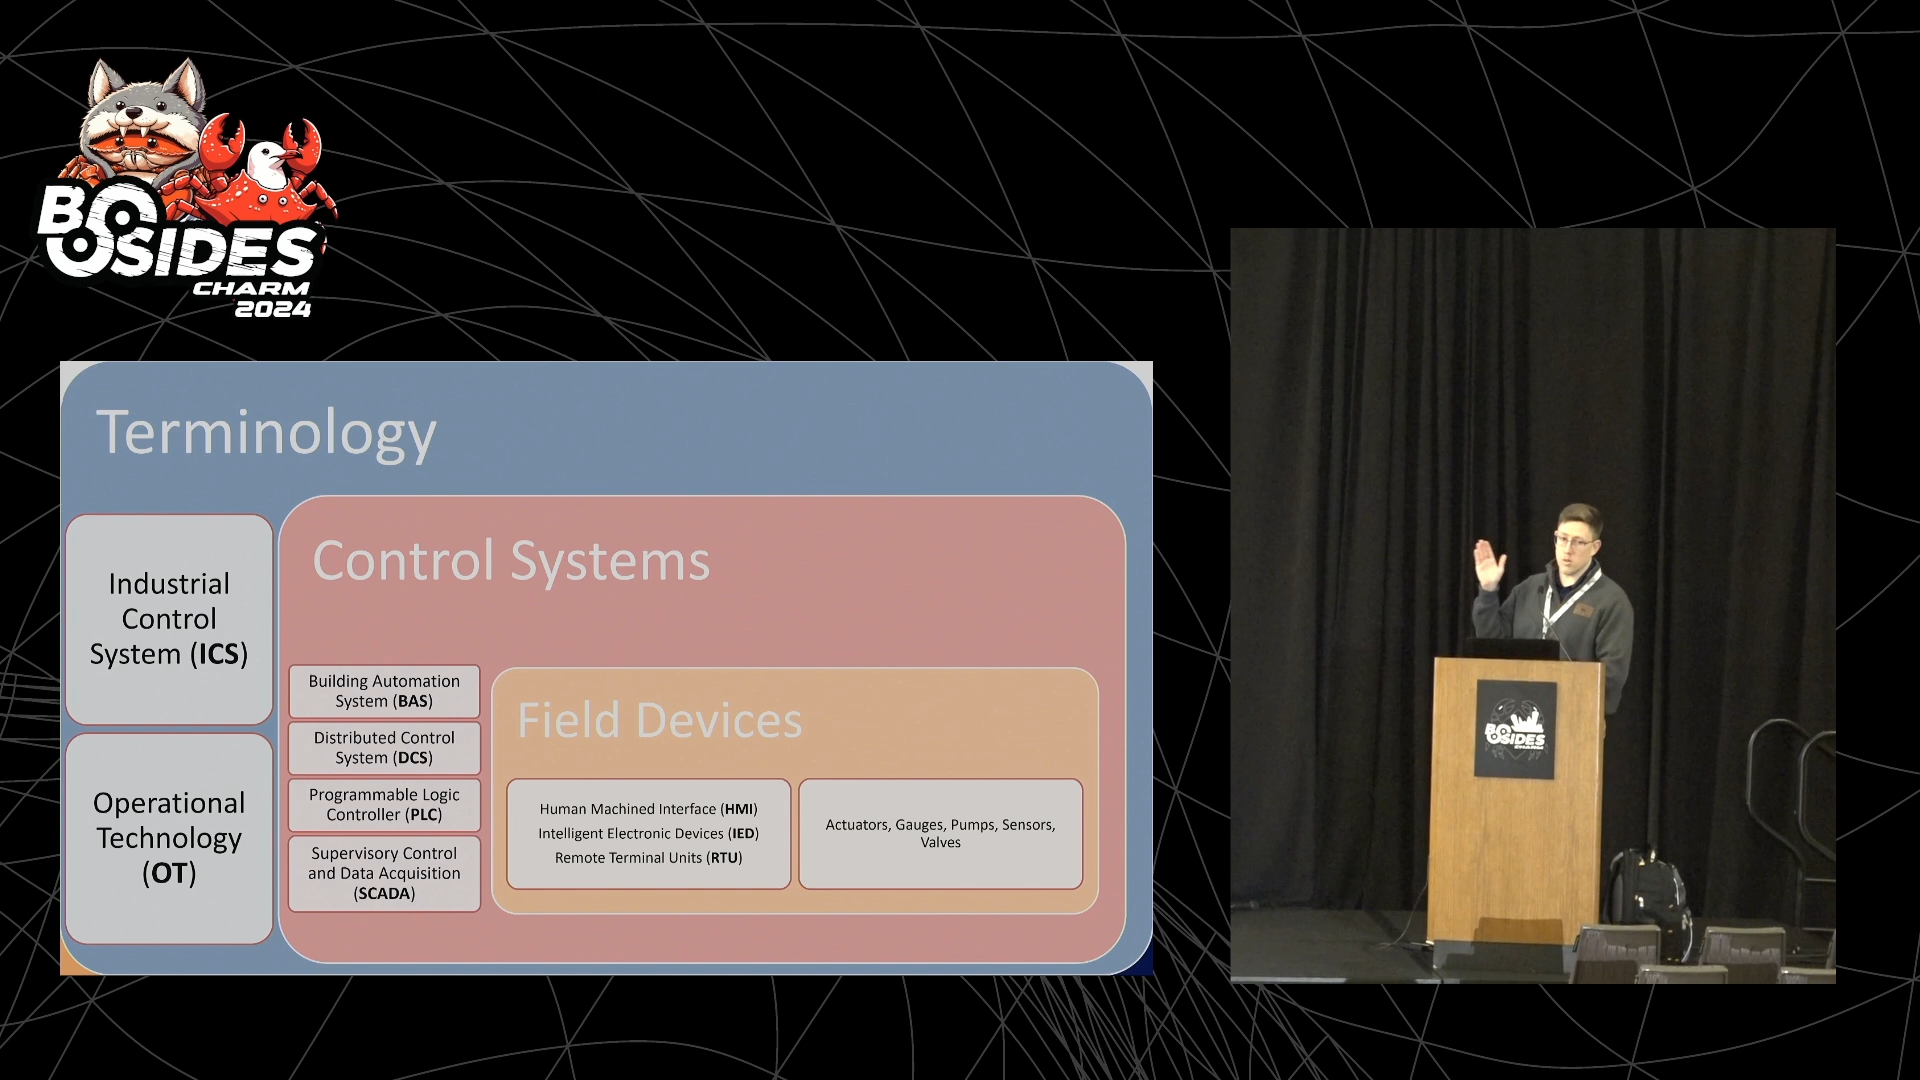 BSIDES
CHARM
2024
Terminology
Industrial
Control
System (ICS)
Operational
Technology
(OT)
Control Systems
Building Automation
System (BAS)
Distributed Control
System (DCS)
Programmable Logic
Controller (PLC)
Supervisory Control
and Data Acquisition
(SCADA)
Field Devices
Human Machined Interface (HMI)
Intelligent Electronic Devices (IED)
Remote Terminal Units (RTU)
Actuators, Gauges, Pumps, Sensors,
Valves
BSIDES
CHARM